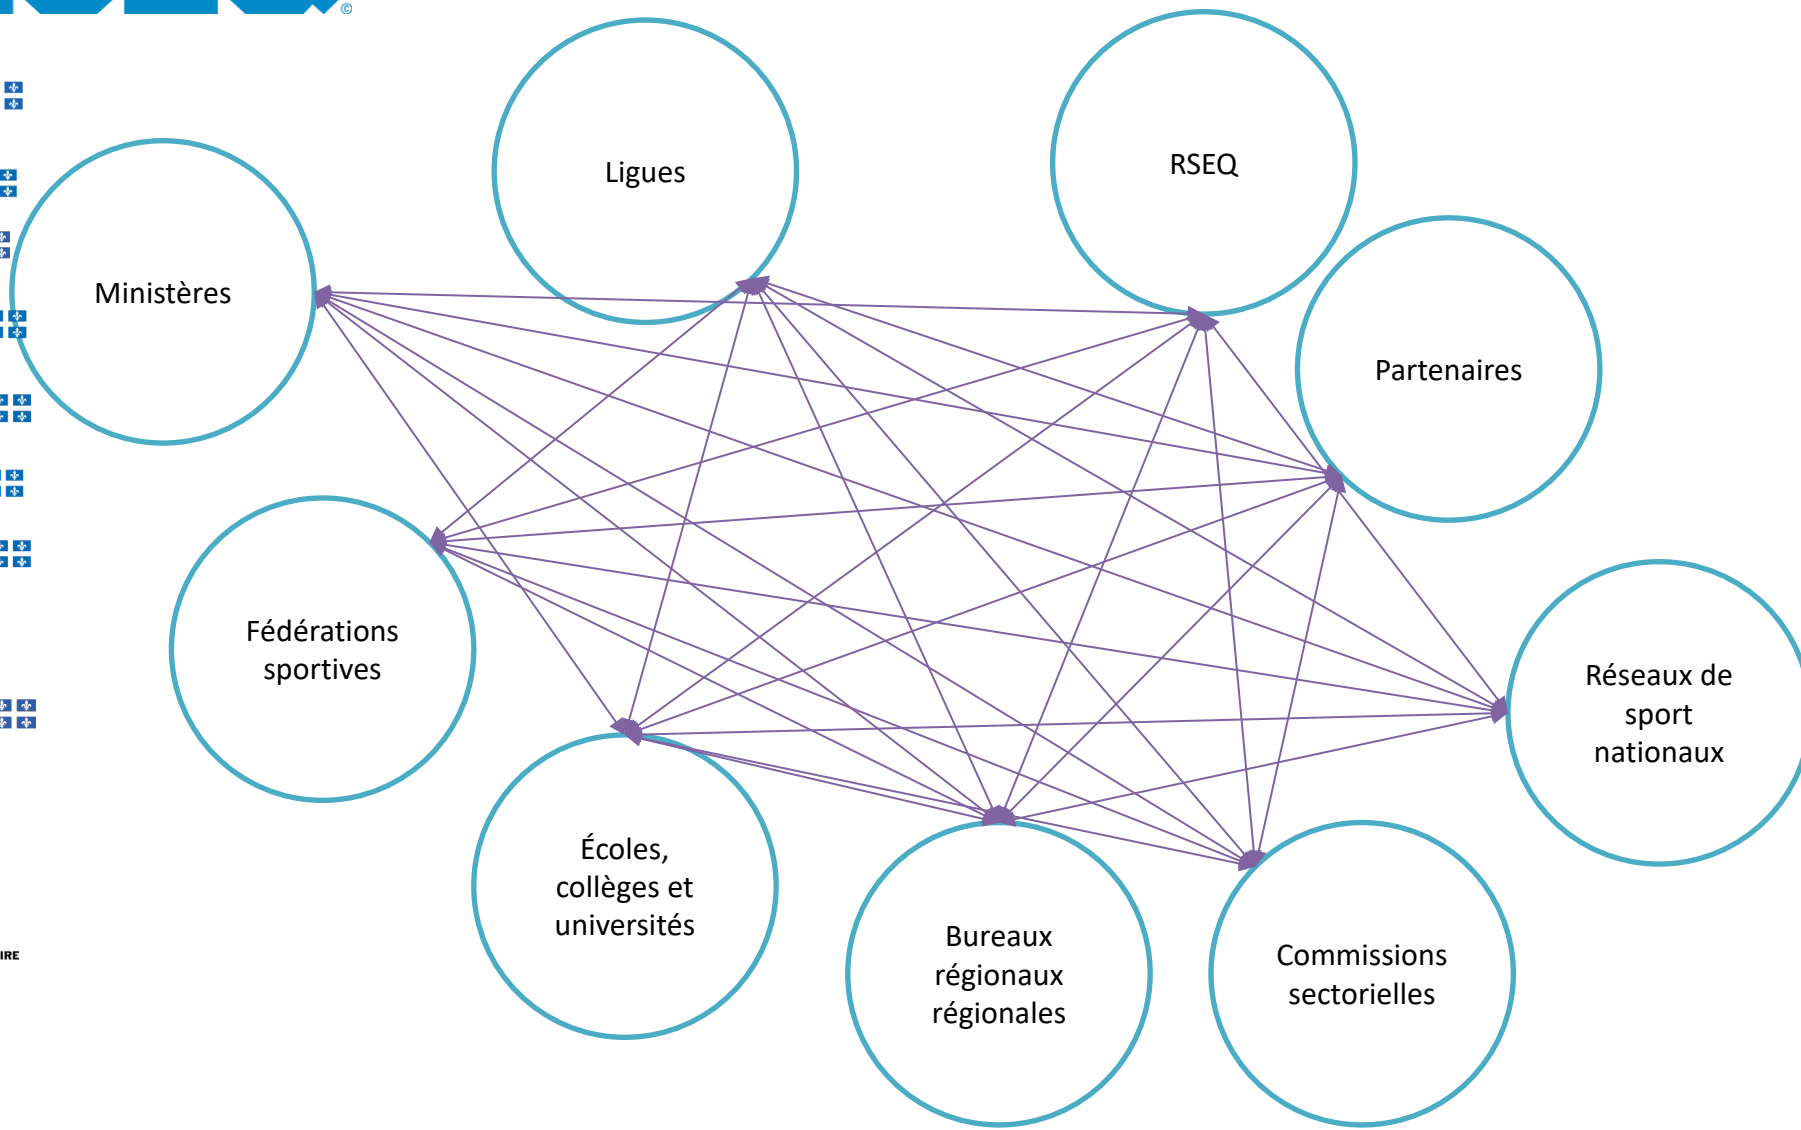 ©
Ligues
RSEQ
Ministères
Partenaires
Fédérations
sportives
Réseaux de
sport
nationaux
Écoles,
collèges et
universités
Bureaux
régionaux
régionales
Commissions
sectorielles
IRE